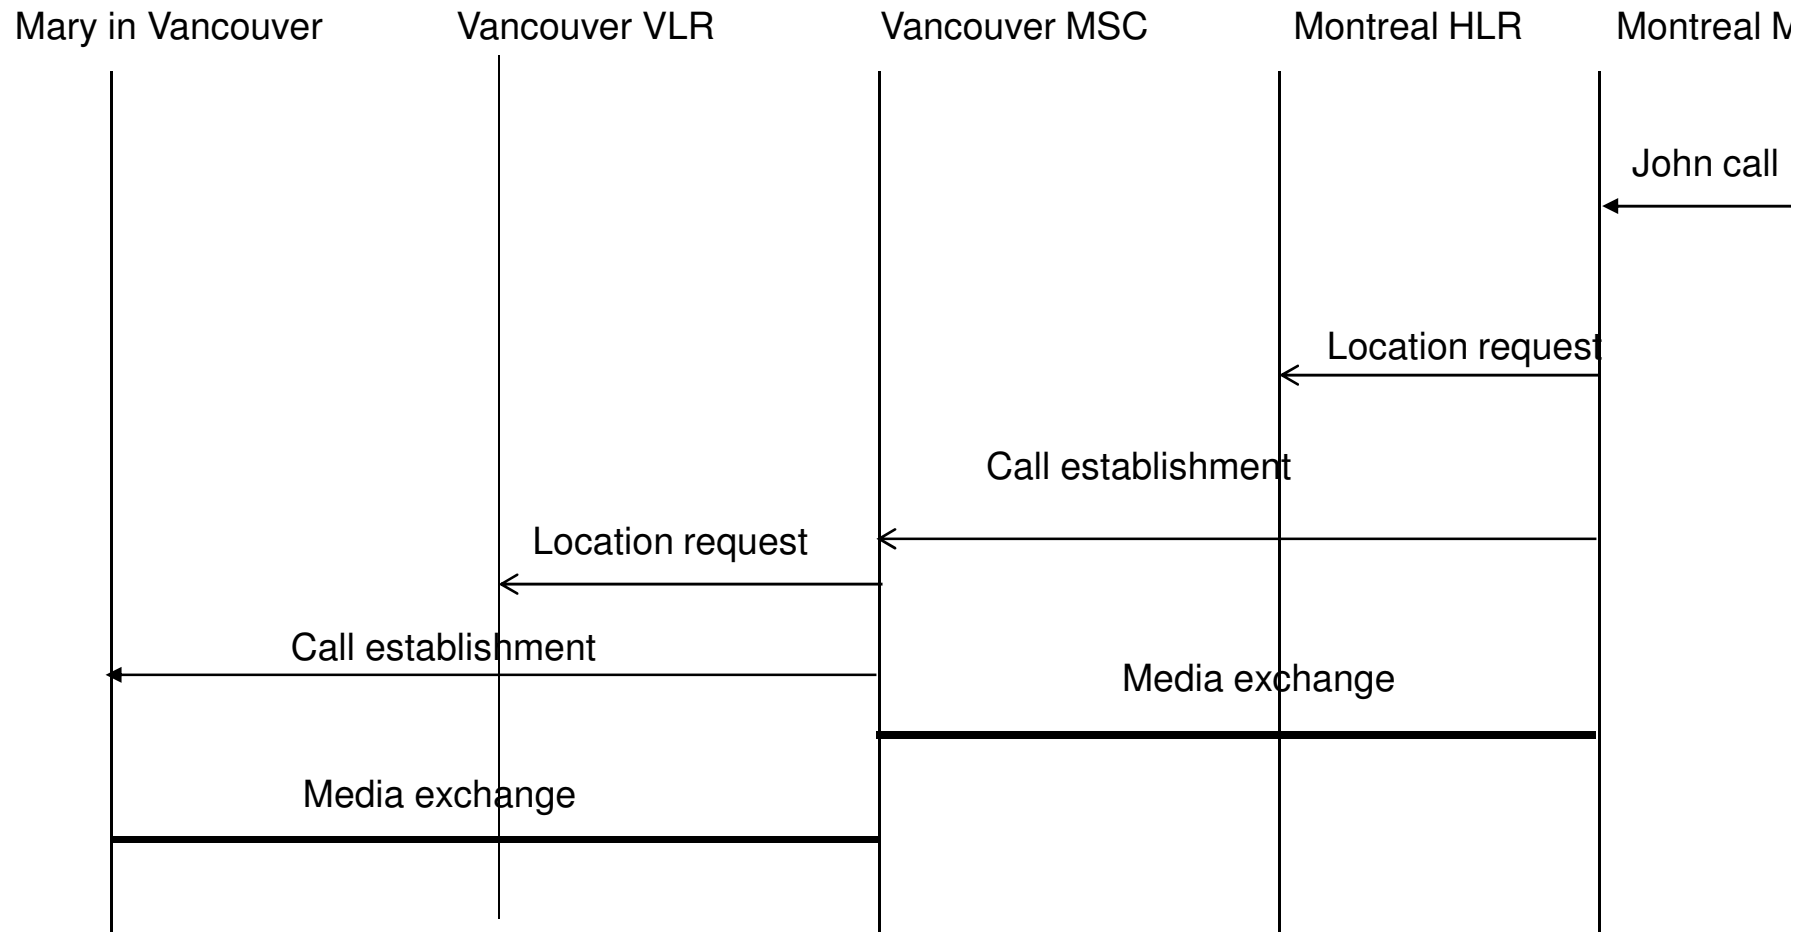 Mary in Vancouver Vancouver VLR Vancouver MSC Montreal HLR Montreal
John call
Location request
Call establishment
Location request
Call establishment
Media exchange
Media exchange